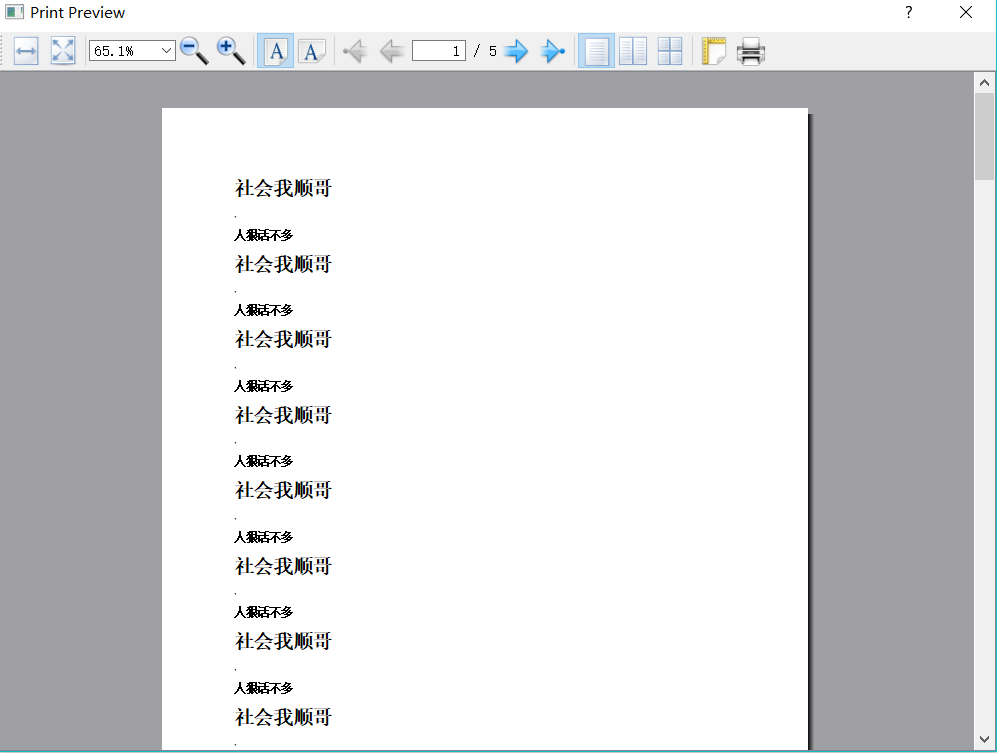 Print Preview
?
65.1%
A
A
1 / 5
社会我顺哥
.
人狠话不多
社会我顺哥
.
人狠话不多
社会我顺哥
.
人狠话不多
社会我顺哥
.
人狠话不多
社会我顺哥
.
人狠话不多
社会我顺哥
.
人狠话不多
社会我顺哥
.
人狠话不多
社会我顺哥
.